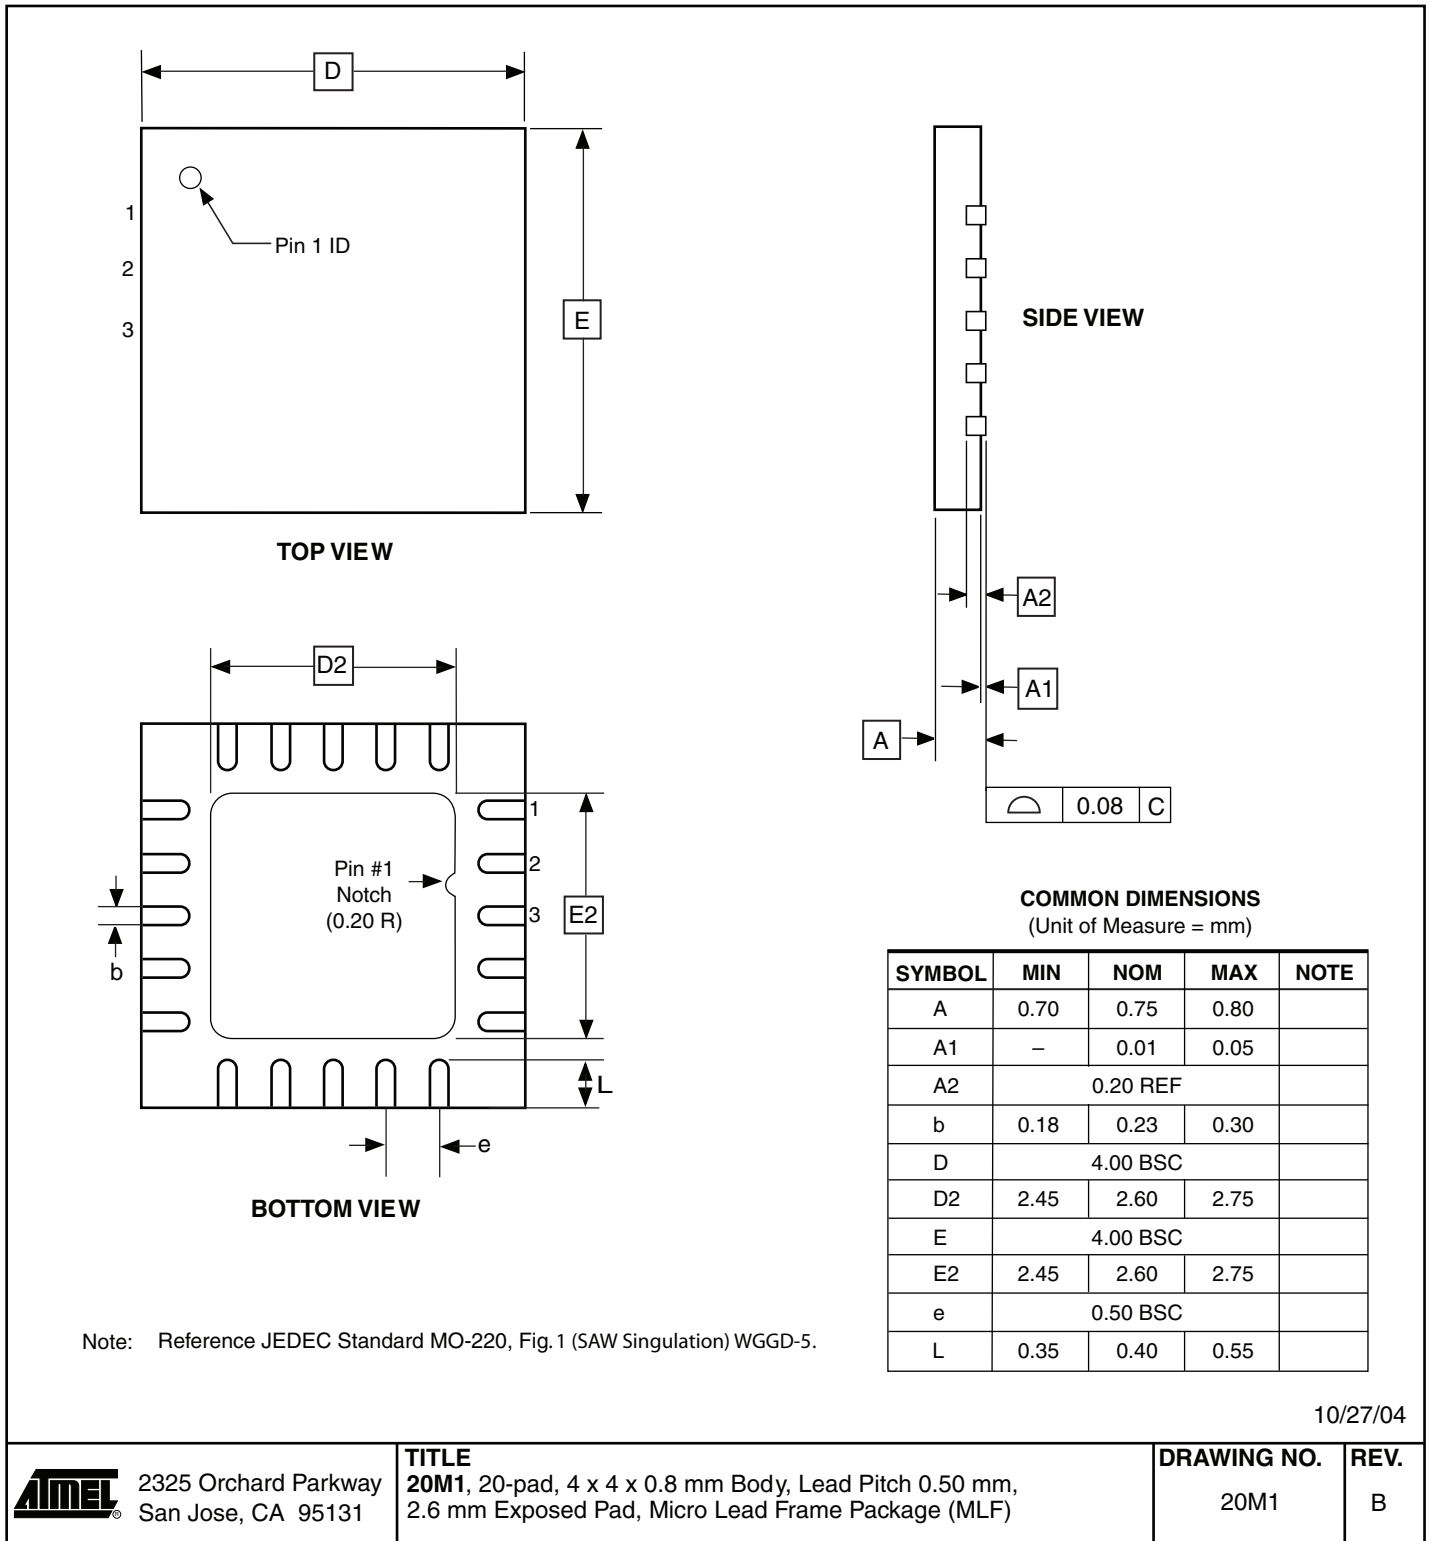 D
1
2
3
Pin 1 ID
E
TOP VIEW
SIDE VIEW
A2
A1
A
0.08 C
D2
1
2
3
Pin #1
Notch
(0.20 R)
E2
b
L
e
BOTTOM VIEW
COMMON DIMENSIONS
(Unit of Measure = mm)
SYMBOL MIN NOM MAX NOTE
A 0.70 0.75 0.80
A1 – 0.01 0.05
A2 0.20 REF
b 0.18 0.23 0.30
D 4.00 BSC
D2 2.45 2.60 2.75
E 4.00 BSC
E2 2.45 2.60 2.75
e 0.50 BSC
L 0.35 0.40 0.55
Note: Reference JEDEC Standard MO-220, Fig. 1 (SAW Singulation) WGGD-5.
10/27/04
ATMEL ®
2325 Orchard Parkway
San Jose, CA 95131
TITLE
20M1, 20-pad, 4 x 4 x 0.8 mm Body, Lead Pitch 0.50 mm,
2.6 mm Exposed Pad, Micro Lead Frame Package (MLF)
DRAWING NO.
20M1
REV.
B